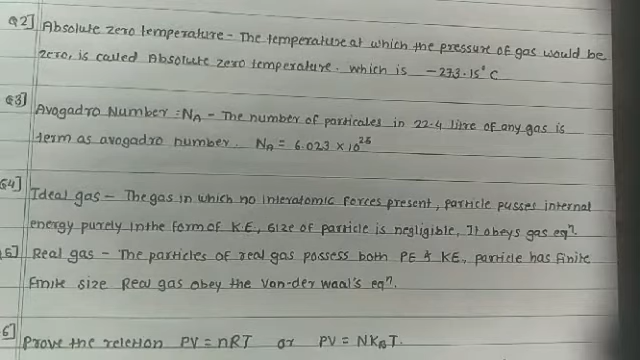 Q2] Absolute zero temperature - The temperature at which the pressure of gas would be
zero, is called Absolute zero temperature. which is -273.15°C
Q3] Avogadro Number = NA - The number of particales in 22.4 litre of any gas is
term as avogadro number. NA = 6.023 × 10^26
Q4] Ideal gas - The gas in which no interatomic forces present, particle pusses internal
energy purely in the form of K.E, size of particle is negligible, It obeys gas eqn.
5] Real gas - The particles of real gas possess both PE & KE, particle has finite
finite size Real gas obey the Van-der waal's eqn.
6] Prove the reletion PV = nRT or PV = NKBT.